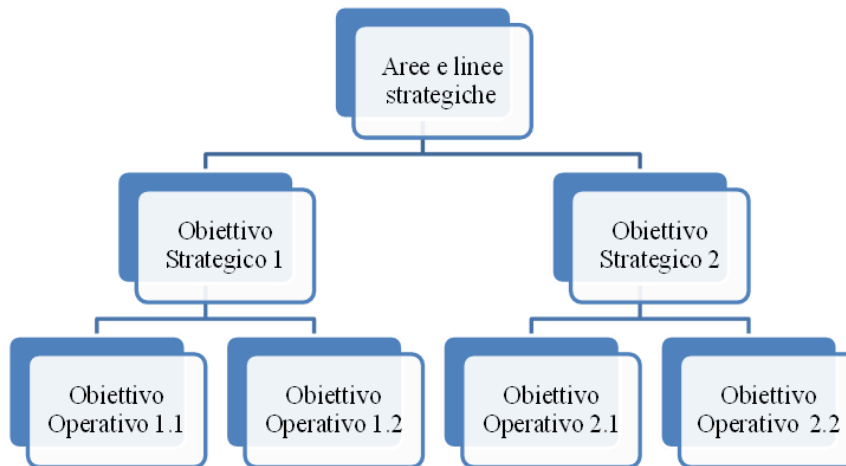 Aree e linee
strategiche
Obiettivo
Strategico 1
Obiettivo
Strategico 2
Obiettivo
Operativo 1.1
Obiettivo
Operativo 1.2
Obiettivo
Operativo 2.1
Obiettivo
Operativo 2.2